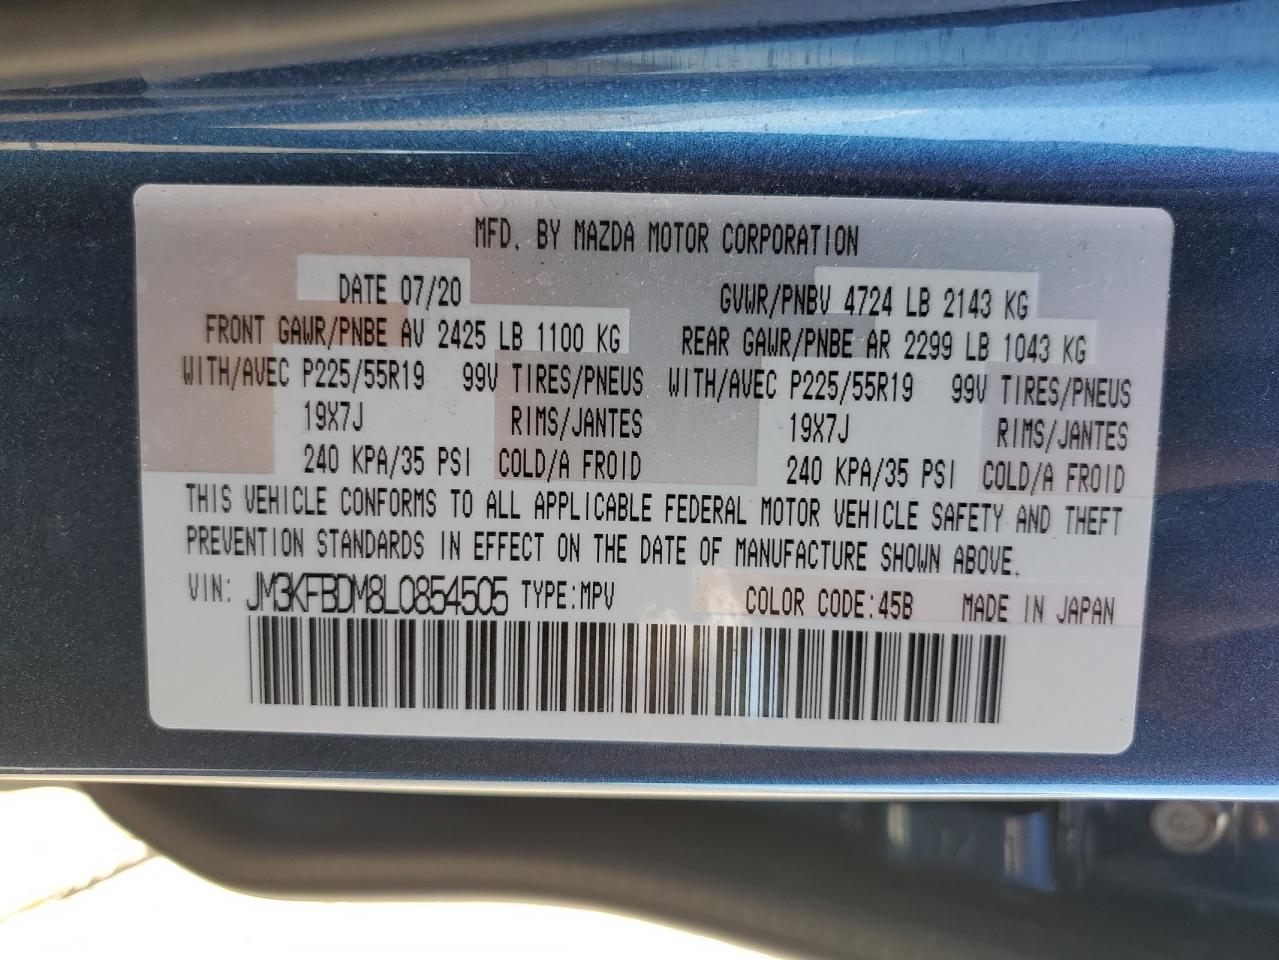 MFD. BY MAZDA MOTOR CORPORATION
DATE 07/20 GVWR/PNBV 4724 LB 2143 KG
FRONT GAWR/PNBE AV 2425 LB 1100 KG REAR GAWR/PNBE AR 2299 LB 1043 KG
WITH/AVEC P225/55R19 99V TIRES/PNEUS WITH/AVEC P225/55R19 99V TIRES/PNEUS
19X7J RIMS/JANTES 19X7J RIMS/JANTES
240 KPA/35 PSI COLD/A FROID 240 KPA/35 PSI COLD/A FROID
THIS VEHICLE CONFORMS TO ALL APPLICABLE FEDERAL MOTOR VEHICLE SAFETY AND THEFT
PREVENTION STANDARDS IN EFFECT ON THE DATE OF MANUFACTURE SHOWN ABOVE.
VIN: JM3KFBDM8L0854505 TYPE:MPV COLOR CODE:45B MADE IN JAPAN